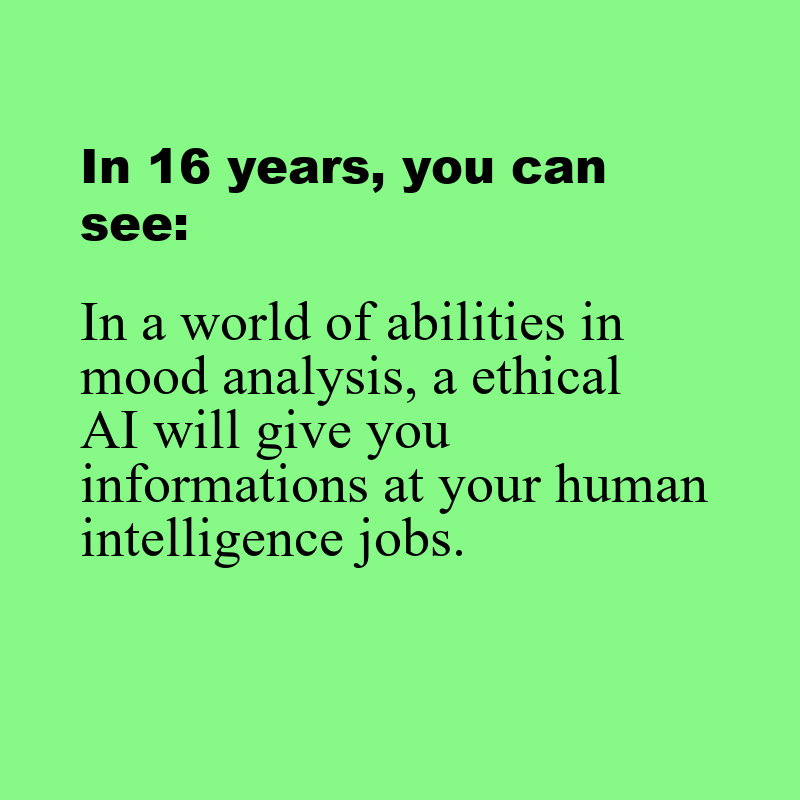 In 16 years, you can
see:
In a world of abilities in
mood analysis, a ethical
AI will give you
informations at your human
intelligence jobs.